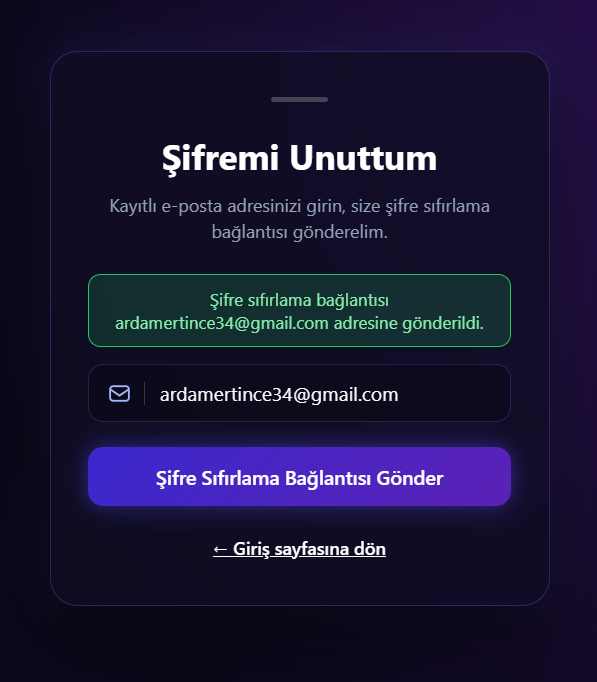 Şifremi Unuttum
Kayıtlı e-posta adresinizi girin, size şifre sıfırlama
bağlantısı gönderelim.
Şifre sıfırlama bağlantısı
ardamertince34@gmail.com adresine gönderildi.
ardamertince34@gmail.com
Şifre Sıfırlama Bağlantısı Gönder
← Giriş sayfasına dön